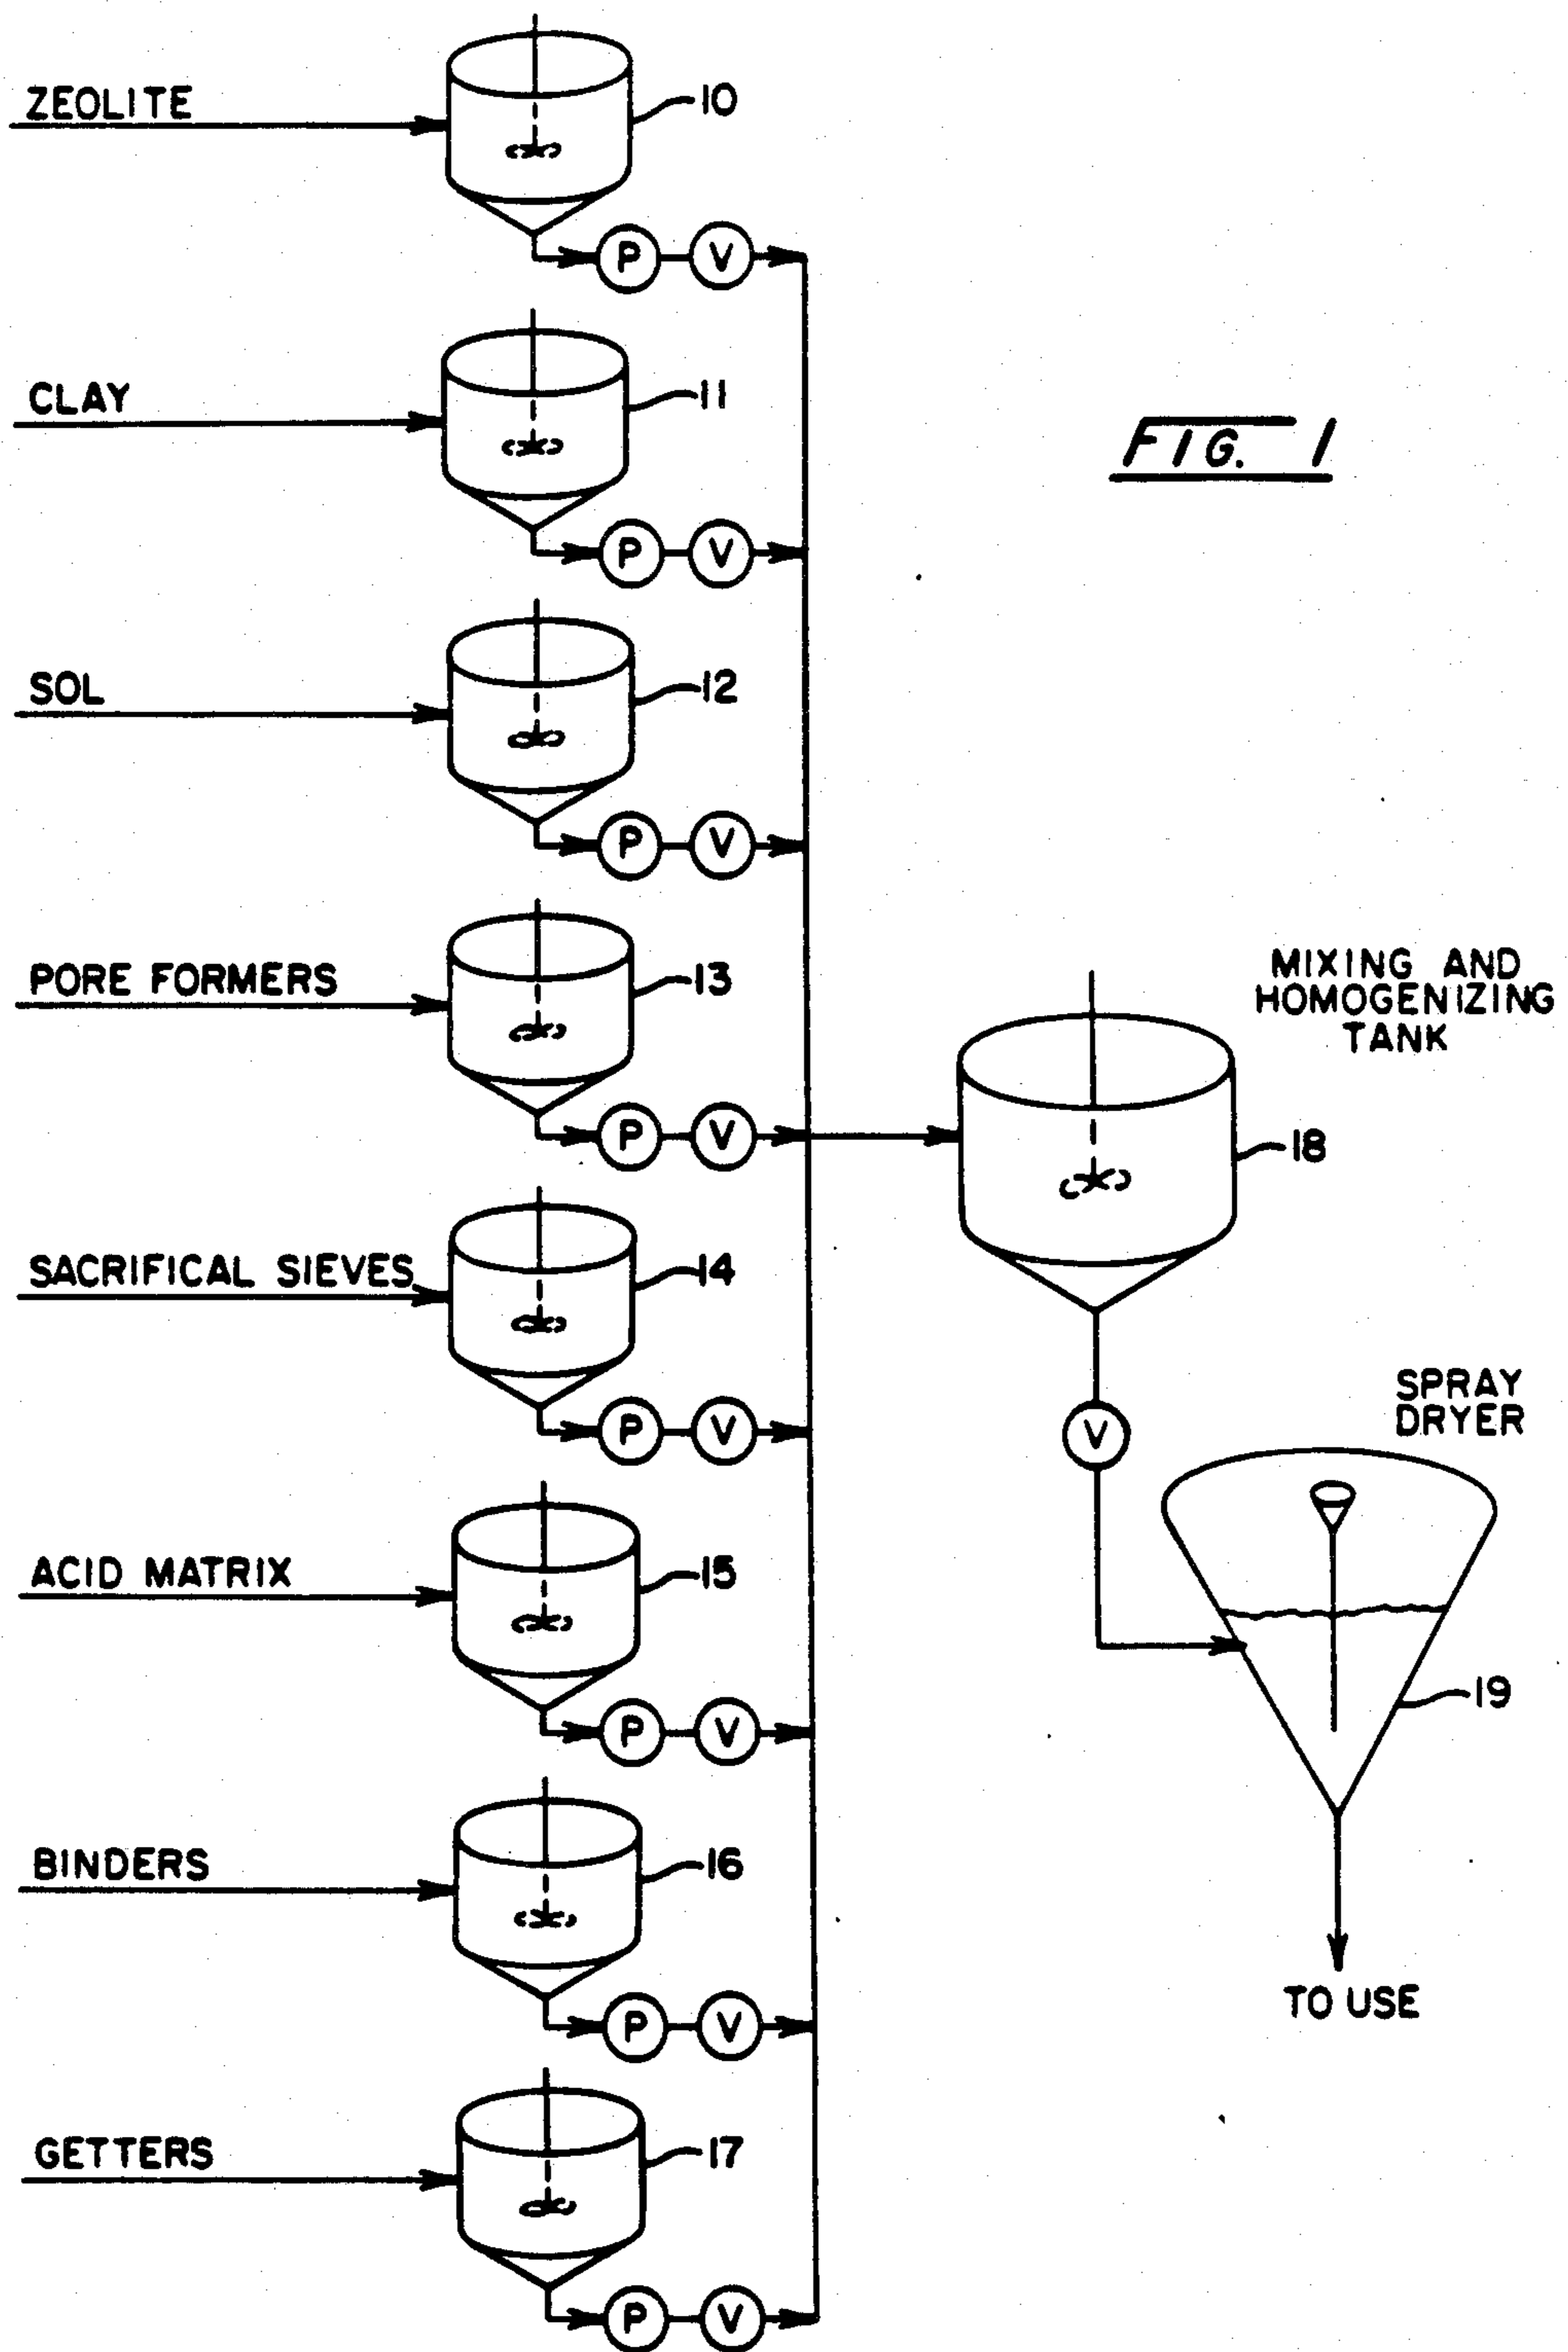 ZEOLITE
10
P V
CLAY
11
FIG. 1
P V
SOL
12
P V
PORE FORMERS
13
MIXING AND
HOMOGENIZING
TANK
P V
18
SACRIFICAL SIEVES
14
P V
SPRAY
DRYER
V
ACID MATRIX
15
P V
19
BINDERS
16
P V
TO USE
GETTERS
17
P V